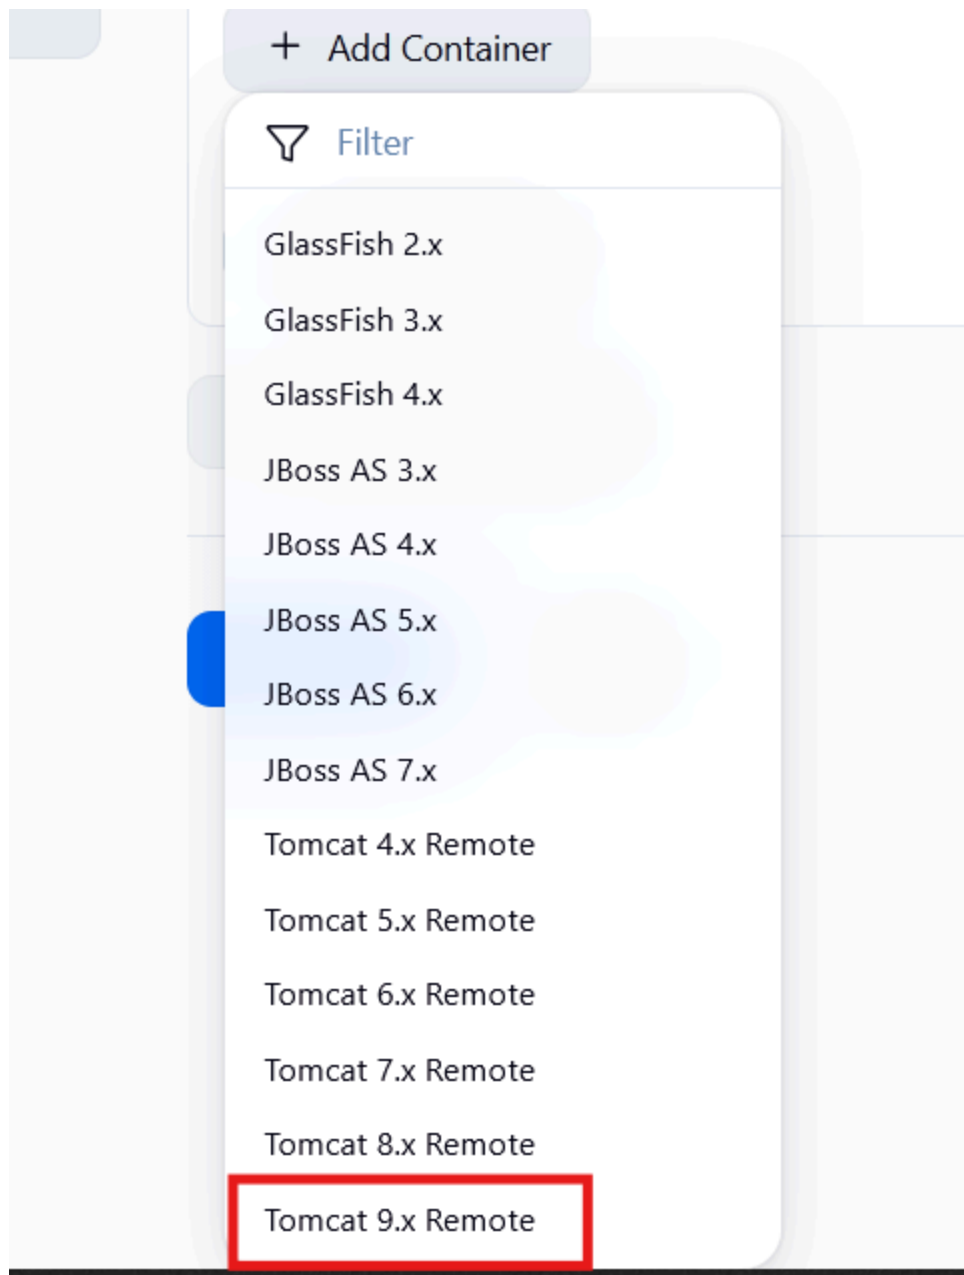 + Add Container
Filter
GlassFish 2.x
GlassFish 3.x
GlassFish 4.x
JBoss AS 3.x
JBoss AS 4.x
JBoss AS 5.x
JBoss AS 6.x
JBoss AS 7.x
Tomcat 4.x Remote
Tomcat 5.x Remote
Tomcat 6.x Remote
Tomcat 7.x Remote
Tomcat 8.x Remote
Tomcat 9.x Remote